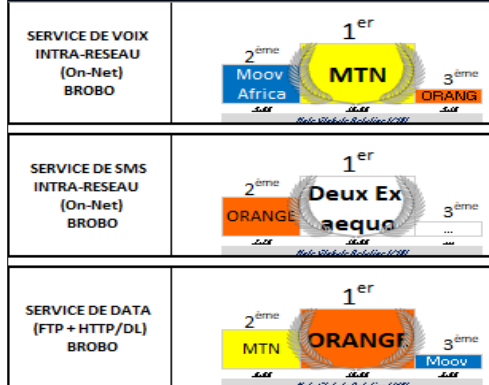 SERVICE DE VOIX
INTRA-RESEAU
(On-Net)
BROBO
1er
2ème
Moov
Africa
MTN
3ème
ORANG
SERVICE DE SMS
INTRA-RESEAU
(On-Net)
BROBO
1er
2ème
ORANGE
Deux Ex
aequo
3ème
...
SERVICE DE DATA
(FTP + HTTP/DL)
BROBO
1er
2ème
MTN
ORANGE
3ème
Moov